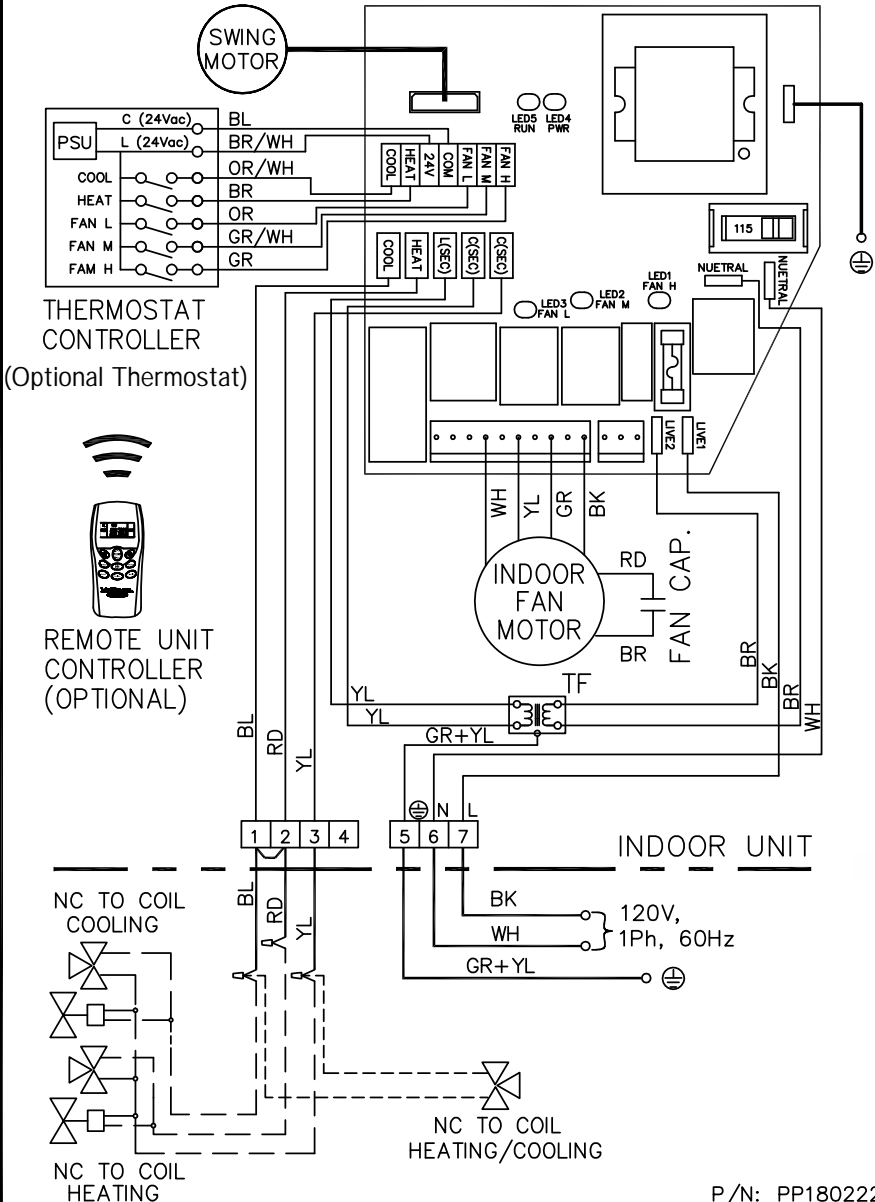 SWING
MOTOR
C (24Vac)
BL
PSU
L (24Vac)
BR/WH
COOL
OR/WH
HEAT
BR
FAN L
OR
FAN M
GR/WH
FAM H
GR
THERMOSTAT
CONTROLLER
(Optional Thermostat)
LED5
RUN
LED4
PWR
COOL
HEAT
24V
COM
FAN L
FAN M
FAN H
COOL
HEAT
L(SEC)
C(SEC)
C(SEC)
115
NUETRAL
NUETRAL
LED3
FAN L
LED2
FAN M
LED1
FAN H
LIVE2
LIVE1
WH
YL
GR
BK
INDOOR
FAN
MOTOR
RD
BR
FAN CAP.
REMOTE UNIT
CONTROLLER
(OPTIONAL)
TF
YL
YL
GR+YL
BR
BK
BR
WH
BL
RD
YL
N
L
1
2
3
4
5
6
7
INDOOR UNIT
BL
RD
YL
BK
WH
GR+YL
120V,
1Ph, 60Hz
NC TO COIL
COOLING
NC TO COIL
HEATING
NC TO COIL
HEATING/COOLING
P/N: PP180222